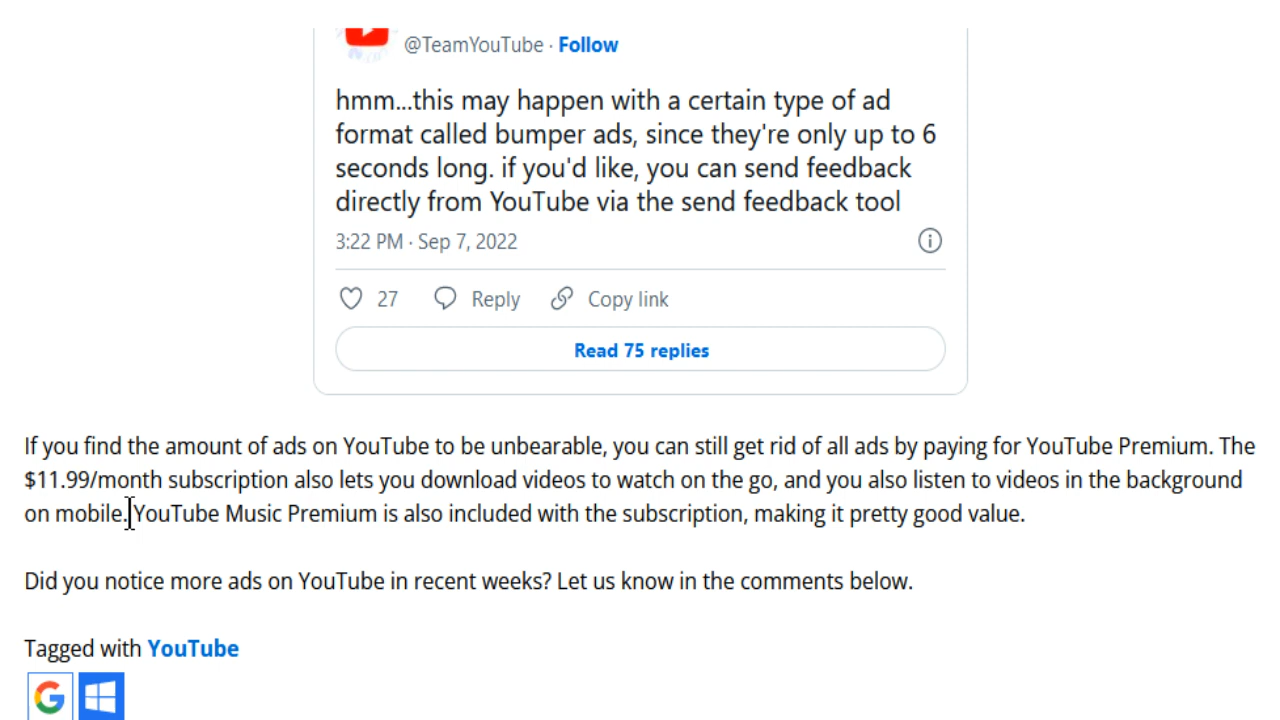 @TeamYouTube · Follow
hmm...this may happen with a certain type of ad
format called bumper ads, since they're only up to 6
seconds long. if you'd like, you can send feedback
directly from YouTube via the send feedback tool
3:22 PM · Sep 7, 2022
27 Reply Copy link
Read 75 replies
If you find the amount of ads on YouTube to be unbearable, you can still get rid of all ads by paying for YouTube Premium. The
$11.99/month subscription also lets you download videos to watch on the go, and you also listen to videos in the background
on mobile. YouTube Music Premium is also included with the subscription, making it pretty good value.
Did you notice more ads on YouTube in recent weeks? Let us know in the comments below.
Tagged with YouTube